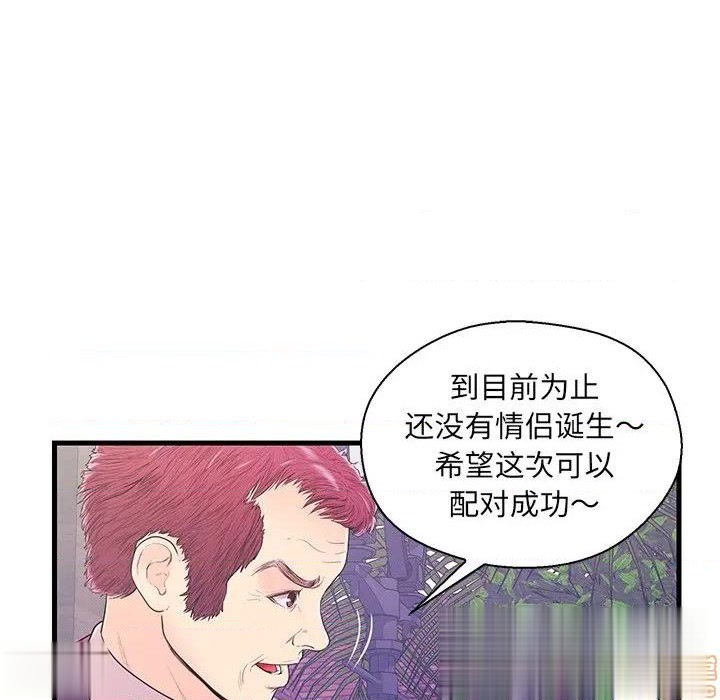 到目前为止
还没有情侣诞生～
希望这次可以
配对成功～